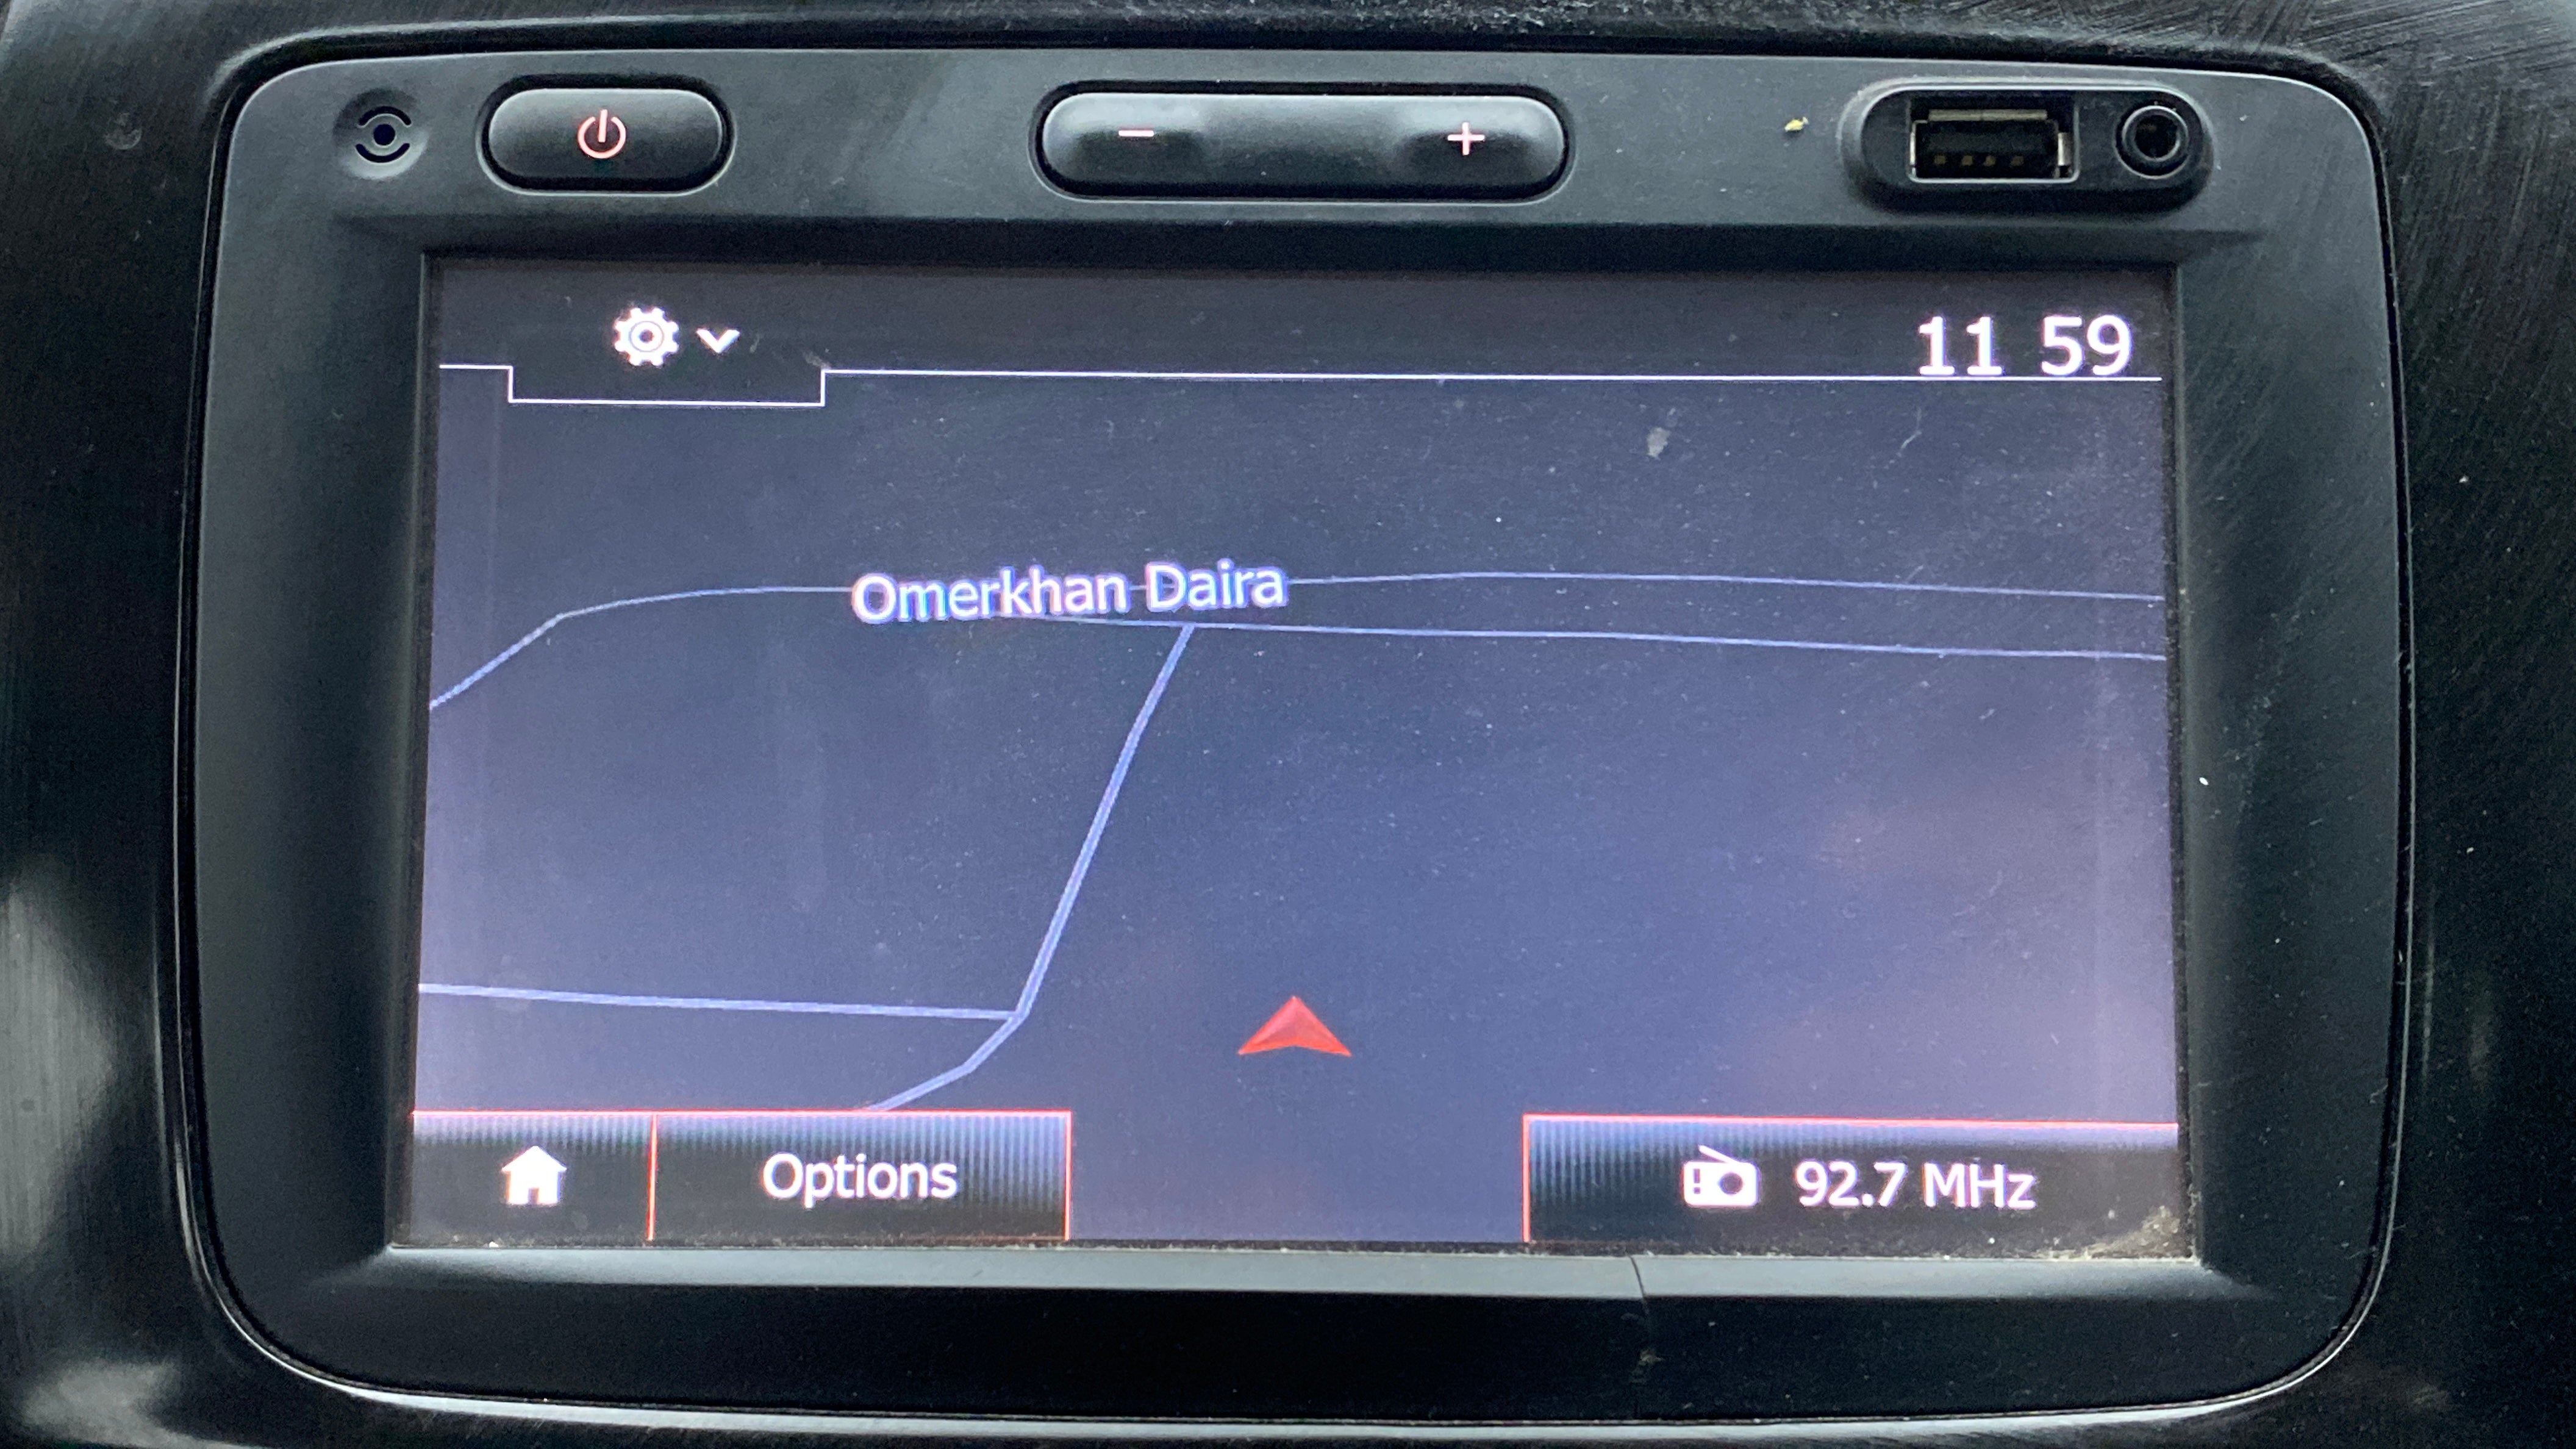 11 59
Omerkhan Daira
Options
92.7 MHz